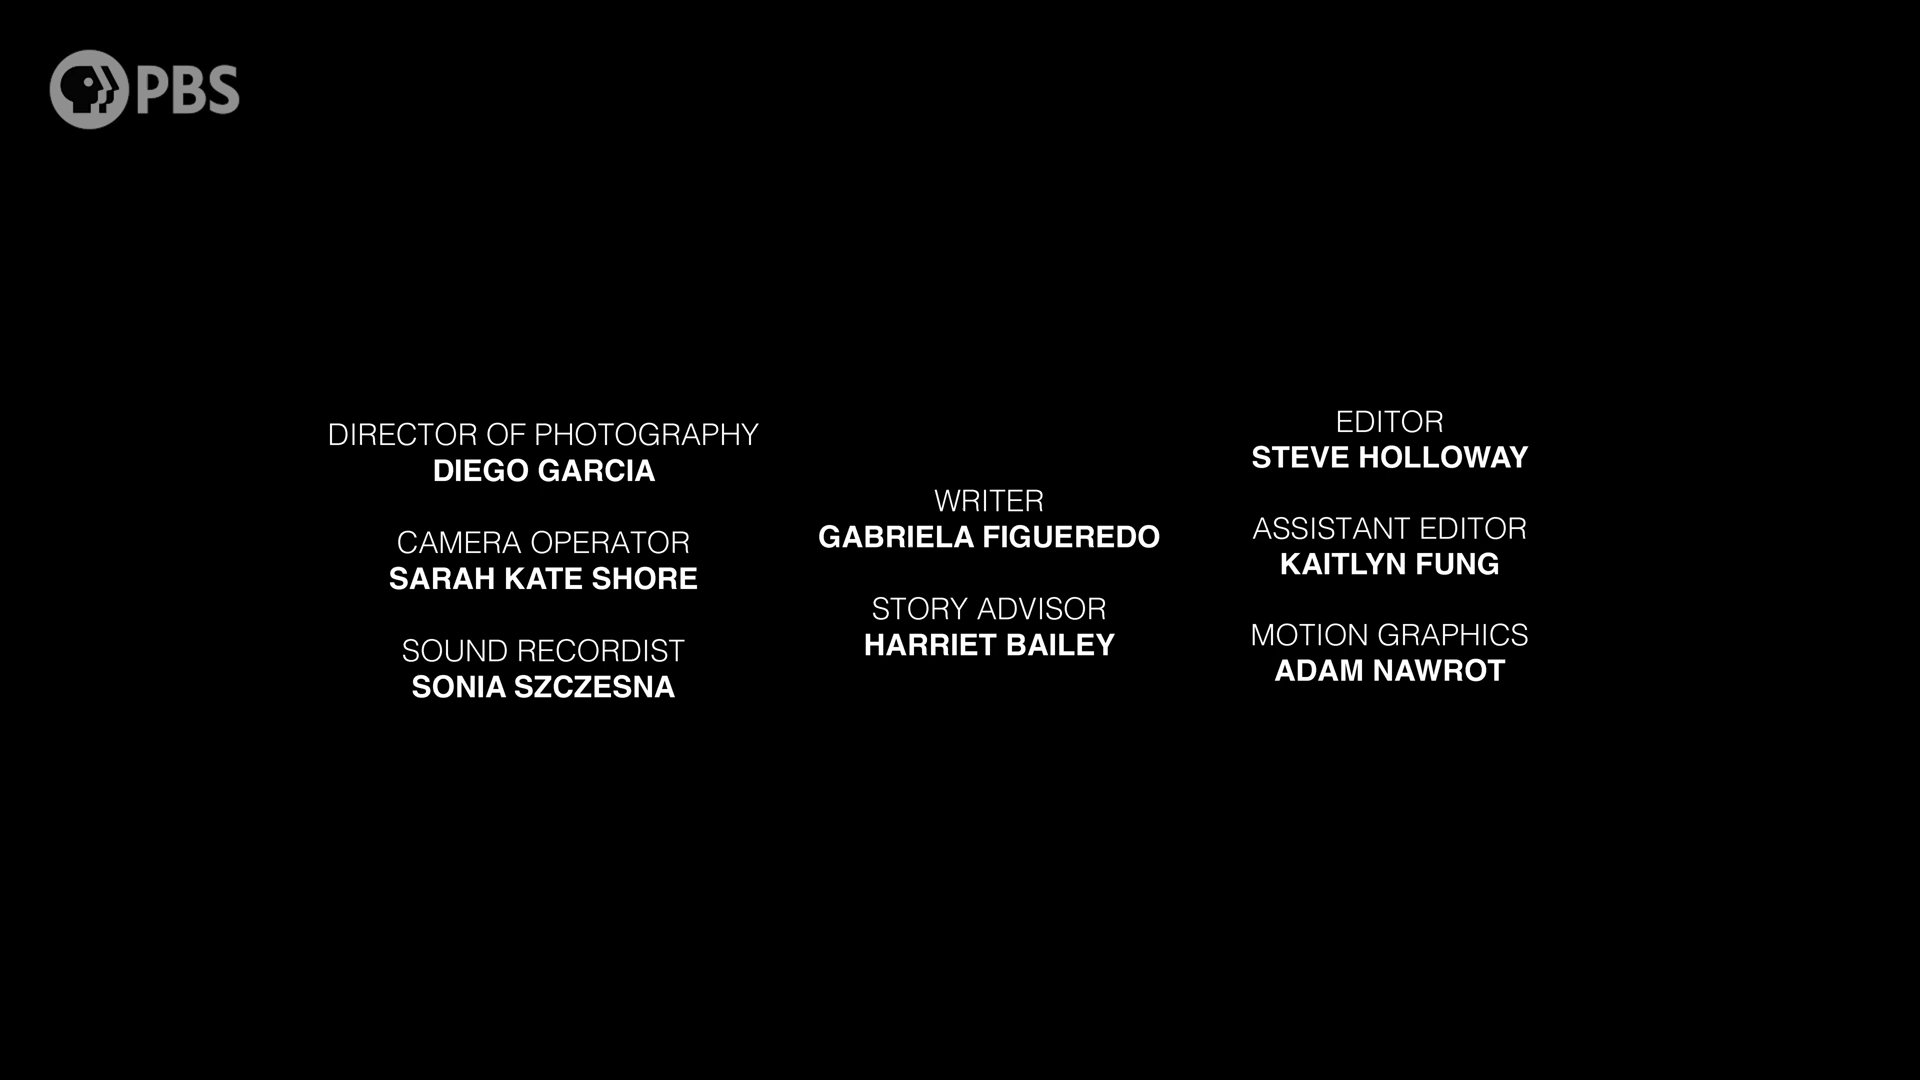 PBS
DIRECTOR OF PHOTOGRAPHY
DIEGO GARCIA
CAMERA OPERATOR
SARAH KATE SHORE
SOUND RECORDIST
SONIA SZCZESNA
WRITER
GABRIELA FIGUEREDO
STORY ADVISOR
HARRIET BAILEY
EDITOR
STEVE HOLLOWAY
ASSISTANT EDITOR
KAITLYN FUNG
MOTION GRAPHICS
ADAM NAWROT